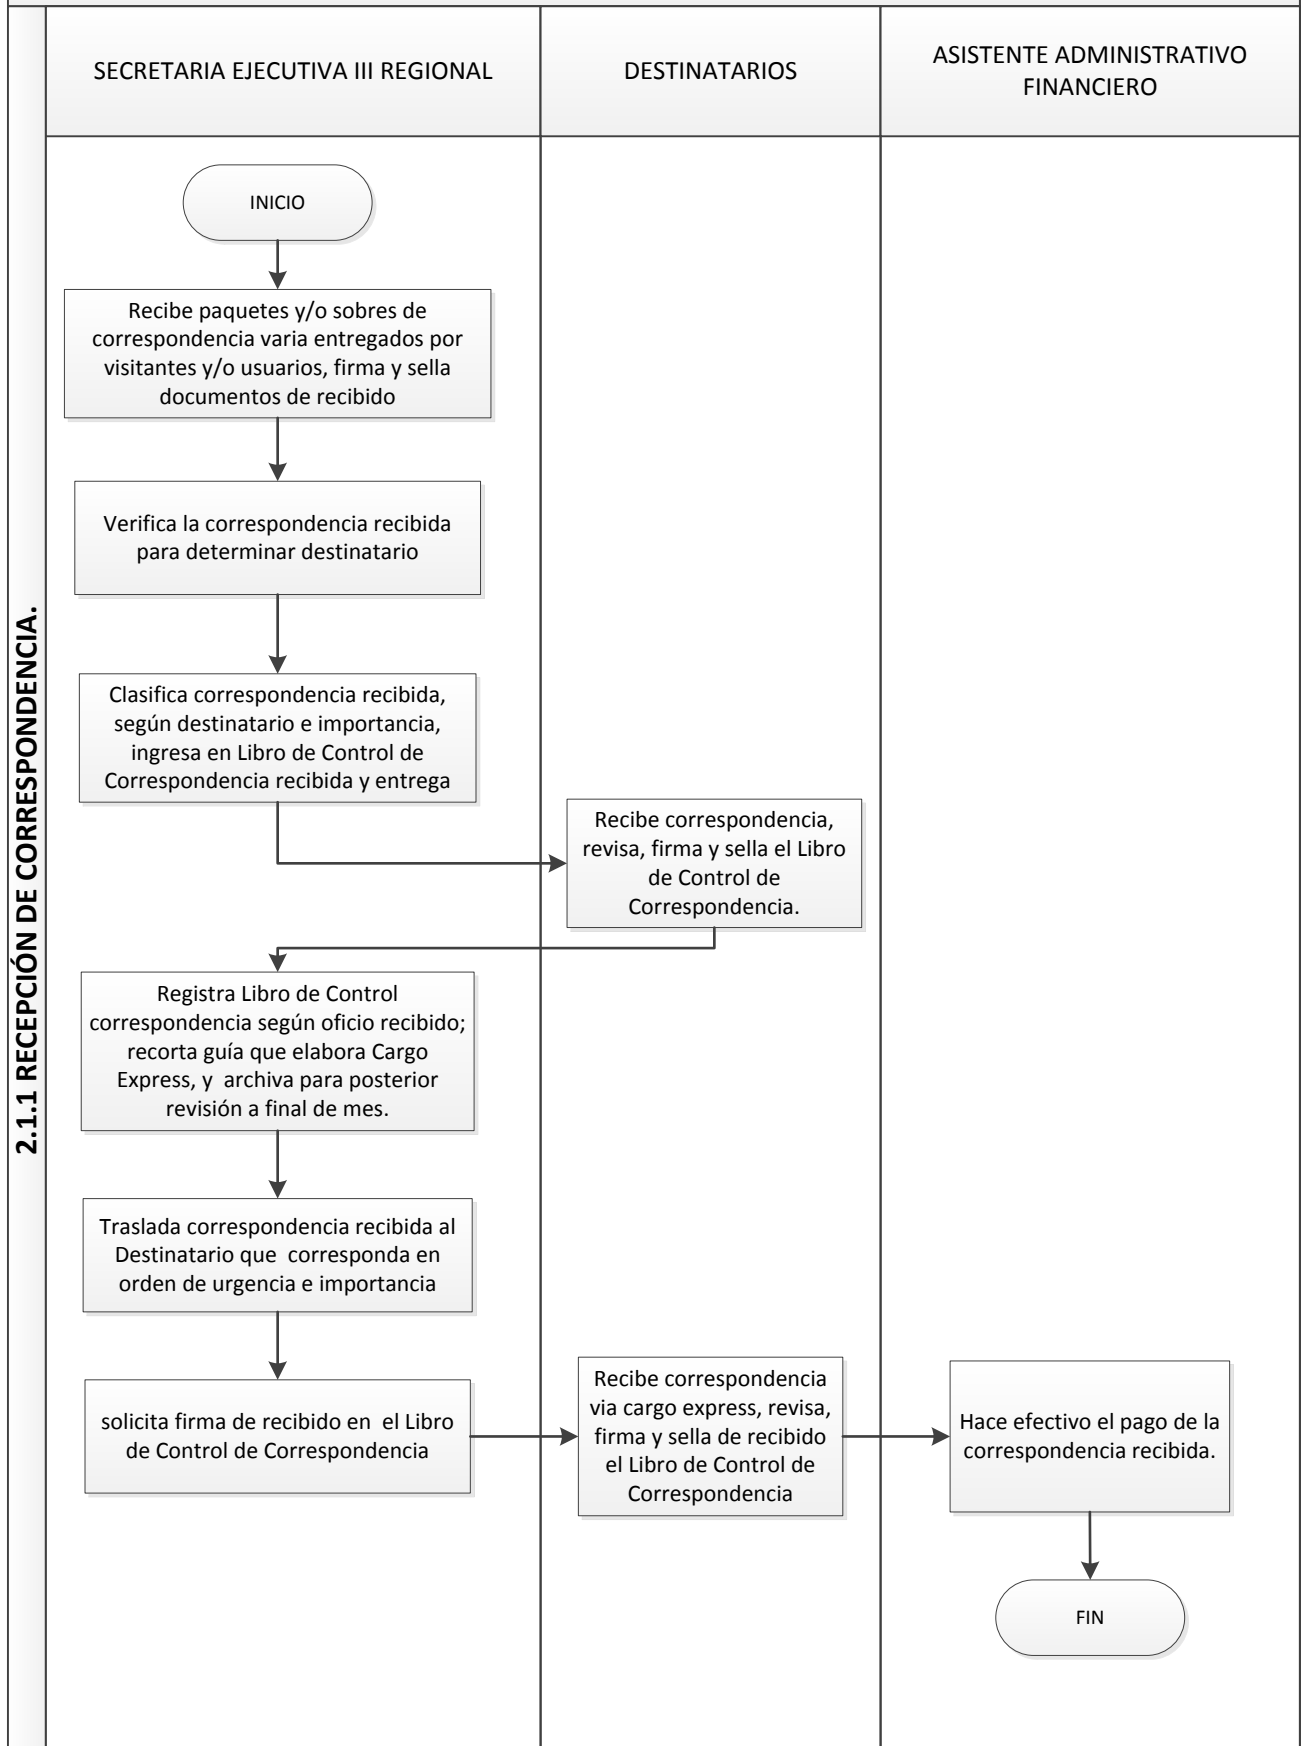 2.1.1 RECEPCIÓN DE CORRESPONDENCIA.
SECRETARIA EJECUTIVA III REGIONAL
DESTINATARIOS
ASISTENTE ADMINISTRATIVO
FINANCIERO
INICIO
Recibe paquetes y/o sobres de
correspondencia varia entregados por
visitantes y/o usuarios, firma y sella
documentos de recibido
Verifica la correspondencia recibida
para determinar destinatario
Clasifica correspondencia recibida,
según destinatario e importancia,
ingresa en Libro de Control de
Correspondencia recibida y entrega
Recibe correspondencia,
revisa, firma y sella el Libro
de Control de
Correspondencia.
Registra Libro de Control
correspondencia según oficio recibido;
recorta guía que elabora Cargo
Express, y archiva para posterior
revisión a final de mes.
Traslada correspondencia recibida al
Destinatario que corresponda en
orden de urgencia e importancia
solicita firma de recibido en el Libro
de Control de Correspondencia
Recibe correspondencia
via cargo express, revisa,
firma y sella de recibido
el Libro de Control de
Correspondencia
Hace efectivo el pago de la
correspondencia recibida.
FIN